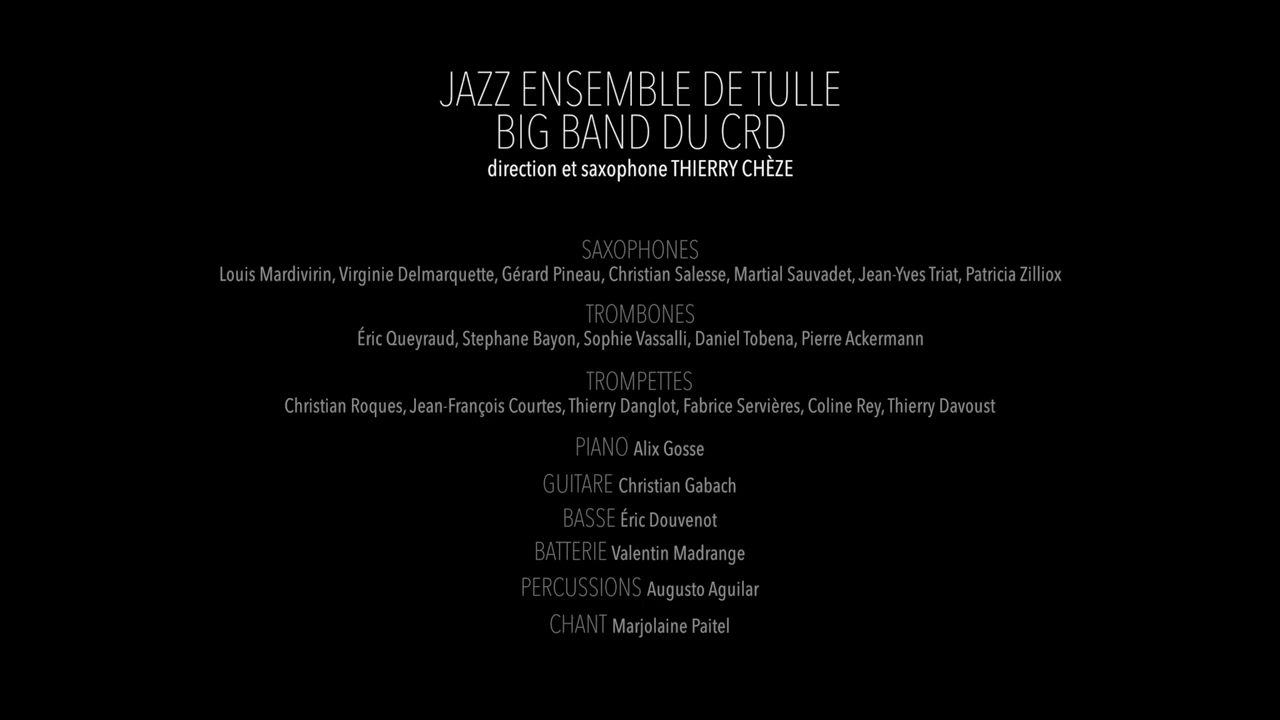 JAZZ ENSEMBLE DE TULLE
BIG BAND DU CRD
direction et saxophone THIERRY CHÈZE
SAXOPHONES
Louis Mardivirin, Virginie Delmarquette, Gérard Pineau, Christian Salesse, Martial Sauvadet, Jean-Yves Triat, Patricia Zilliox
TROMBONES
Éric Queyraud, Stephane Bayon, Sophie Vassalli, Daniel Tobena, Pierre Ackermann
TROMPETTES
Christian Roques, Jean-François Courtes, Thierry Danglot, Fabrice Servières, Coline Rey, Thierry Davoust
PIANO Alix Gosse
GUITARE Christian Gabach
BASSE Éric Douvenot
BATTERIE Valentin Madrange
PERCUSSIONS Augusto Aguilar
CHANT Marjolaine Paitel